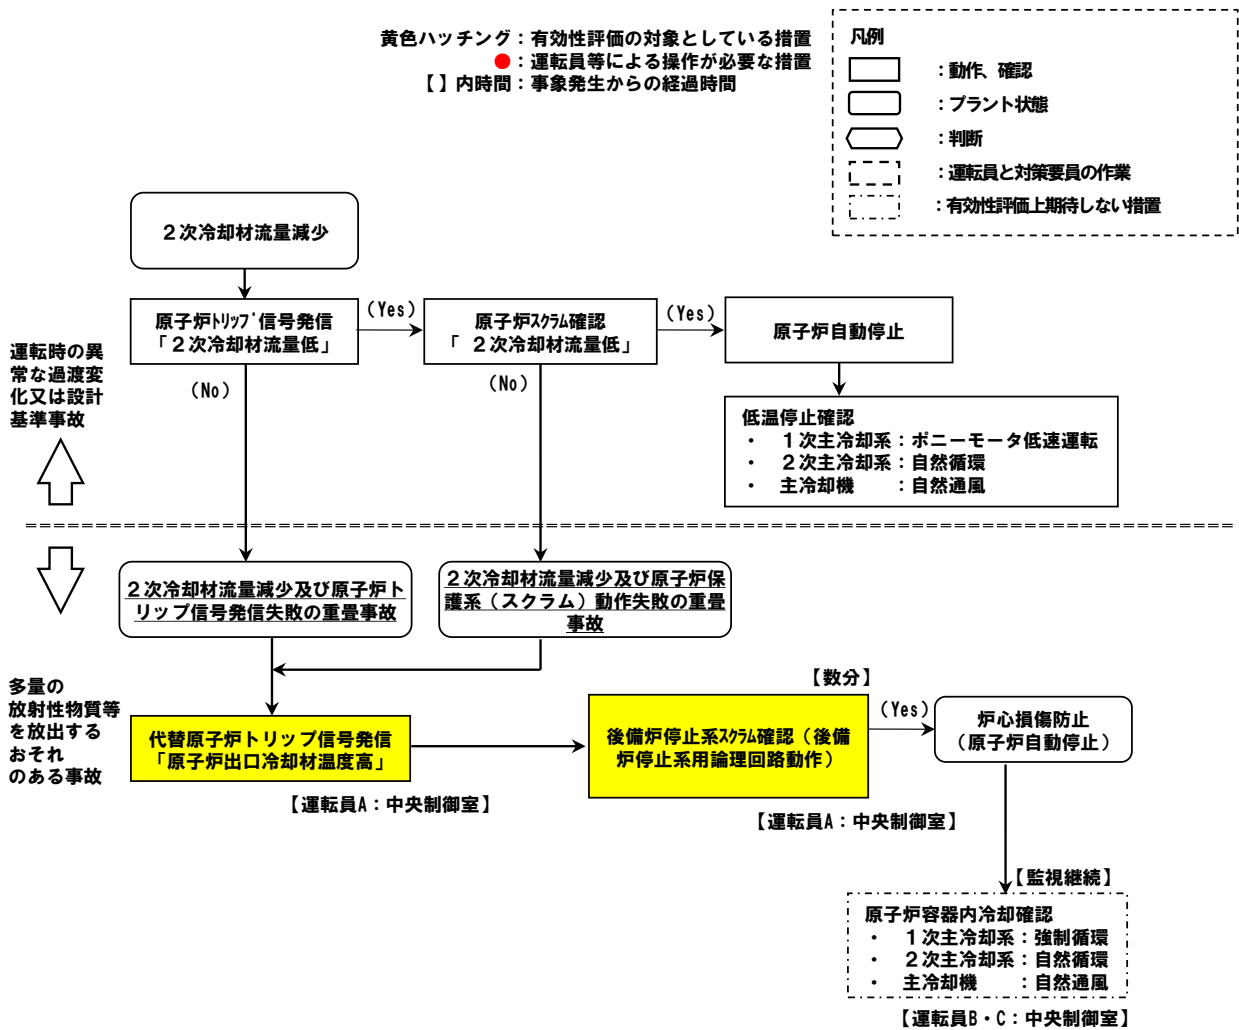 黄色ハッチング：有効性評価の対象としている措置
●：運転員等による操作が必要な措置
【 】内時間：事象発生からの経過時間
凡例
：動作、確認
：プラント状態
：判断
：運転員と対策要員の作業
：有効性評価上期待しない措置
２次冷却材流量減少
原子炉ﾄﾘｯﾌﾟ信号発信
「２次冷却材流量低」
（Yes）
原子炉ｽｸﾗﾑ確認
「 ２次冷却材流量低」
（Yes）
原子炉自動停止
（No）
（No）
運転時の異
常な過渡変
化又は設計
基準事故
低温停止確認
・ １次主冷却系：ポニーモータ低速運転
・ ２次主冷却系：自然循環
・ 主冷却機 ：自然通風
２次冷却材流量減少及び原子炉ト
リップ信号発信失敗の重畳事故
２次冷却材流量減少及び原子炉保
護系（スクラム）動作失敗の重畳
事故
多量の
放射性物質等
を放出する
おそれ
のある事故
代替原子炉トリップ信号発信
「原子炉出口冷却材温度高」
【運転員A：中央制御室】
【数分】
後備炉停止系ｽｸﾗﾑ確認（後備
炉停止系用論理回路動作）
【運転員A：中央制御室】
（Yes）
炉心損傷防止
（原子炉自動停止）
【監視継続】
原子炉容器内冷却確認
・ １次主冷却系：強制循環
・ ２次主冷却系：自然循環
・ 主冷却機 ：自然通風
【運転員B・C：中央制御室】